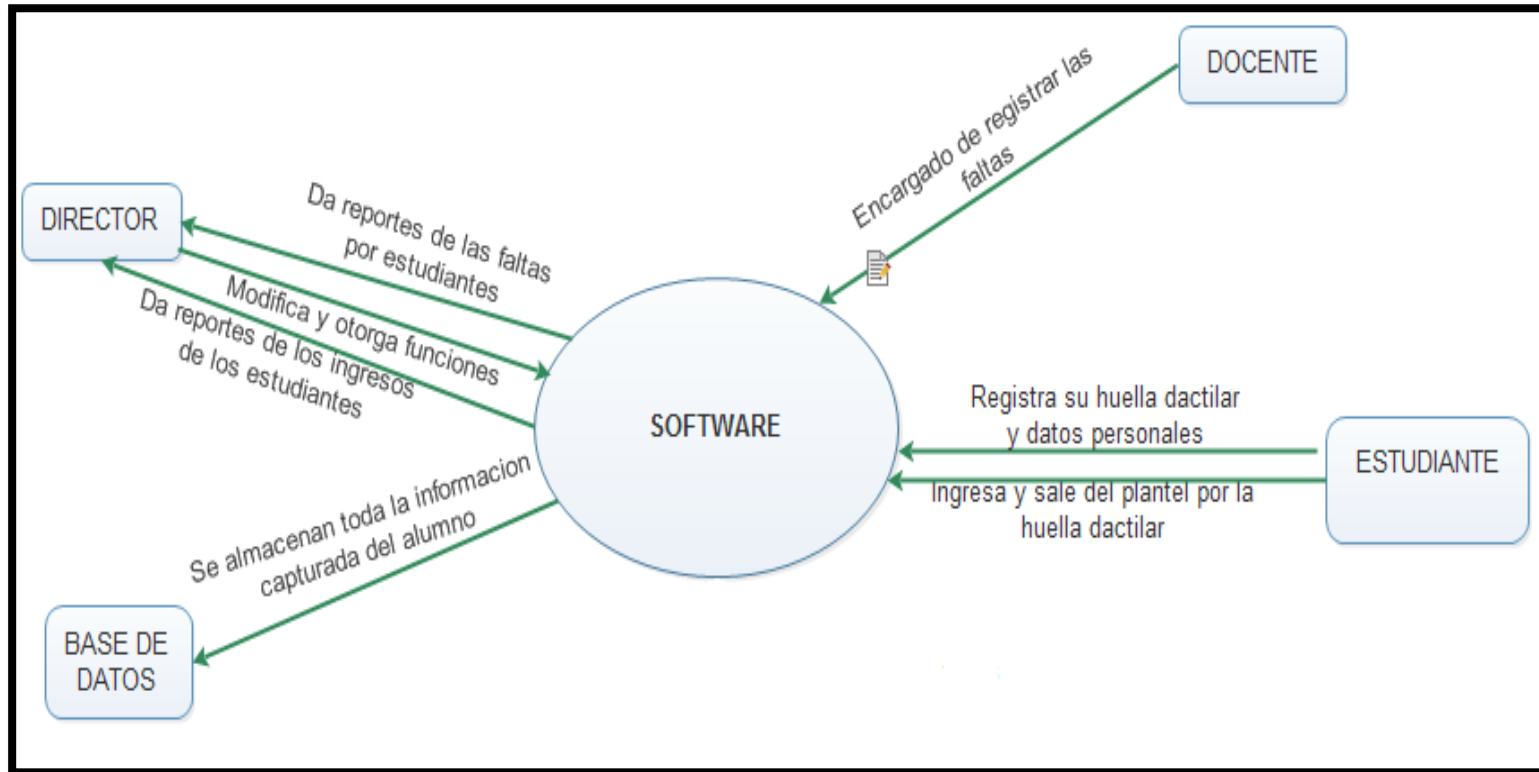 DOCENTE
Encargado de registrar las
faltas
DIRECTOR
Da reportes de las faltas
por estudiantes
Modifica y otorga funciones
Da reportes de los ingresos
de los estudiantes
SOFTWARE
Registra su huella dactilar
y datos personales
ESTUDIANTE
Ingresa y sale del plantel por la
huella dactilar
Se almacenan toda la informacion
capturada del alumno
BASE DE
DATOS